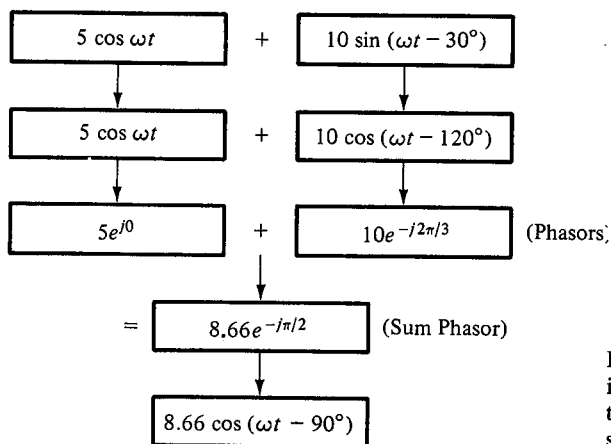 5 cos ωt + 10 sin (ωt − 30°)
5 cos ωt + 10 cos (ωt − 120°)
5e^{j0} + 10e^{−j2π/3} (Phasors)
= 8.66e^{−jπ/2} (Sum Phasor)
8.66 cos (ωt − 90°)